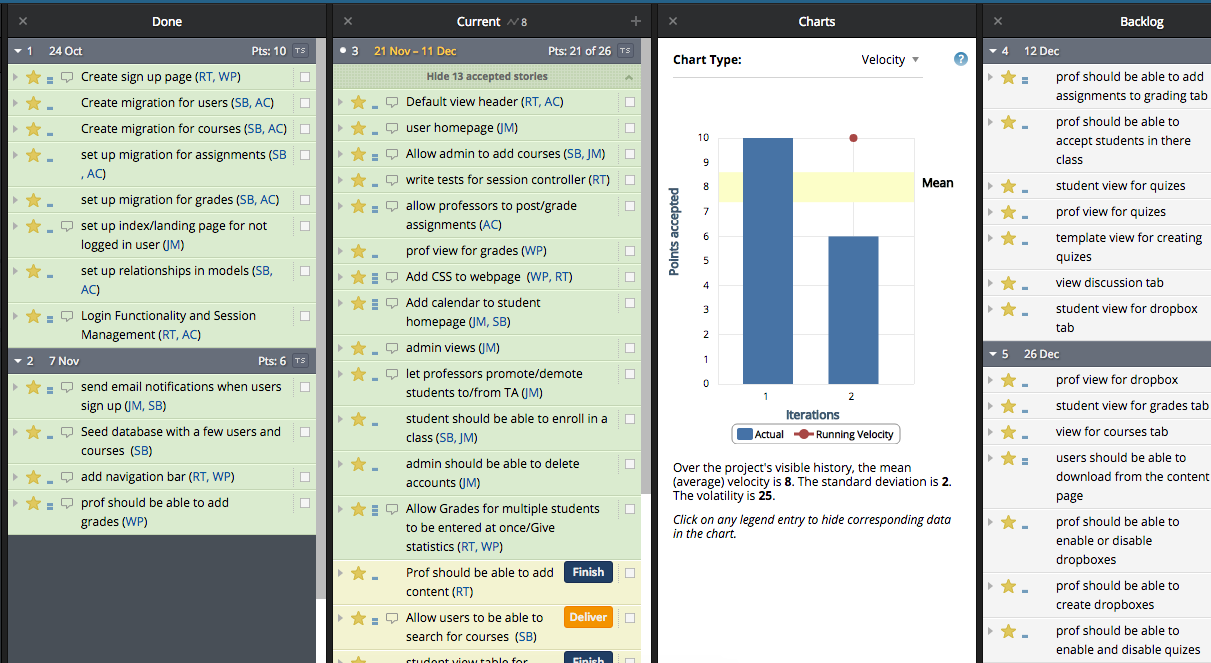 Done
1 24 Oct Pts: 10 TS
Create sign up page (RT, WP)
Create migration for users (SB, AC)
Create migration for courses (SB, AC)
set up migration for assignments (SB
, AC)
set up migration for grades (SB, AC)
set up index/landing page for not
logged in user (JM)
set up relationships in models (SB,
AC)
Login Functionality and Session
Management (RT, AC)
2 7 Nov Pts: 6 TS
send email notifications when users
sign up (JM, SB)
Seed database with a few users and
courses (SB)
add navigation bar (RT, WP)
prof should be able to add
grades (WP)
Current 8
3 21 Nov – 11 Dec Pts: 21 of 26 TS
Hide 13 accepted stories
Default view header (RT, AC)
user homepage (JM)
Allow admin to add courses (SB, JM)
write tests for session controller (RT)
allow professors to post/grade
assignments (AC)
prof view for grades (WP)
Add CSS to webpage (WP, RT)
Add calendar to student
homepage (JM, SB)
admin views (JM)
let professors promote/demote
students to/from TA (JM)
student should be able to enroll in a
class (SB, JM)
admin should be able to delete
accounts (JM)
Allow Grades for multiple students
to be entered at once/Give
statistics (RT, WP)
Prof should be able to add
content (RT)
Finish
Allow users to be able to
search for courses (SB)
Deliver
student view table for
Finish
Charts
Chart Type: Velocity ?
10
9
8
7
6
5
4
3
2
1
0
Points accepted
Mean
1 2
Iterations
Actual Running Velocity
Over the project's visible history, the mean
(average) velocity is 8. The standard deviation is 2.
The volatility is 25.
Click on any legend entry to hide corresponding data
in the chart.
Backlog
4 12 Dec
prof should be able to add
assignments to grading tab
prof should be able to
accept students in there
class
student view for quizes
prof view for quizes
template view for creating
quizes
view discussion tab
student view for dropbox
tab
5 26 Dec
prof view for dropbox
student view for grades tab
view for courses tab
users should be able to
download from the content
page
prof should be able to
enable or disable
dropboxes
prof should be able to
create dropboxes
prof should be able to
enable and disable quizes